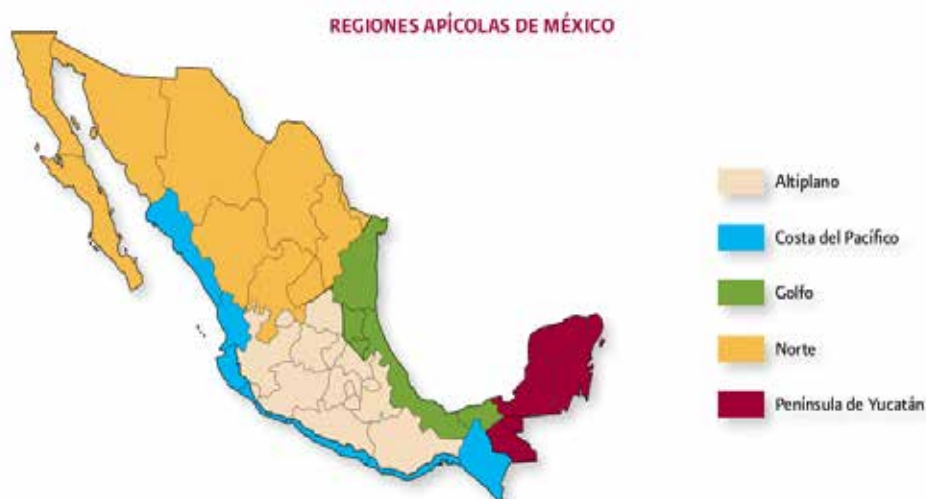 REGIONES APÍCOLAS DE MÉXICO
Altiplano
Costa del Pacífico
Golfo
Norte
Península de Yucatán